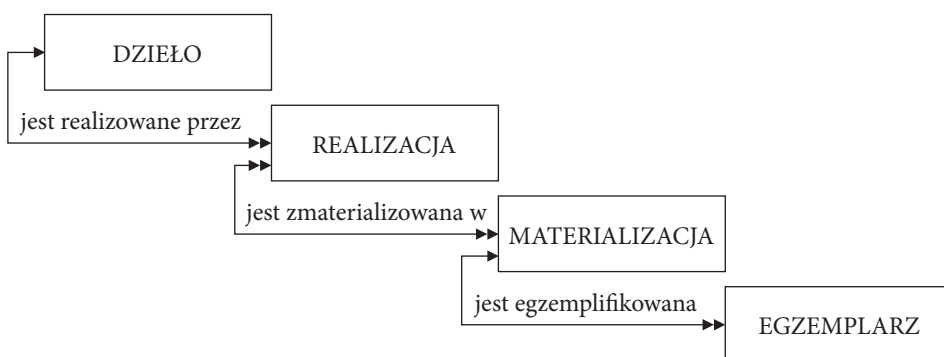 DZIEŁO
jest realizowane przez
REALIZACJA
jest zmaterializowana w
MATERIALIZACJA
jest egzemplifikowana
EGZEMPLARZ